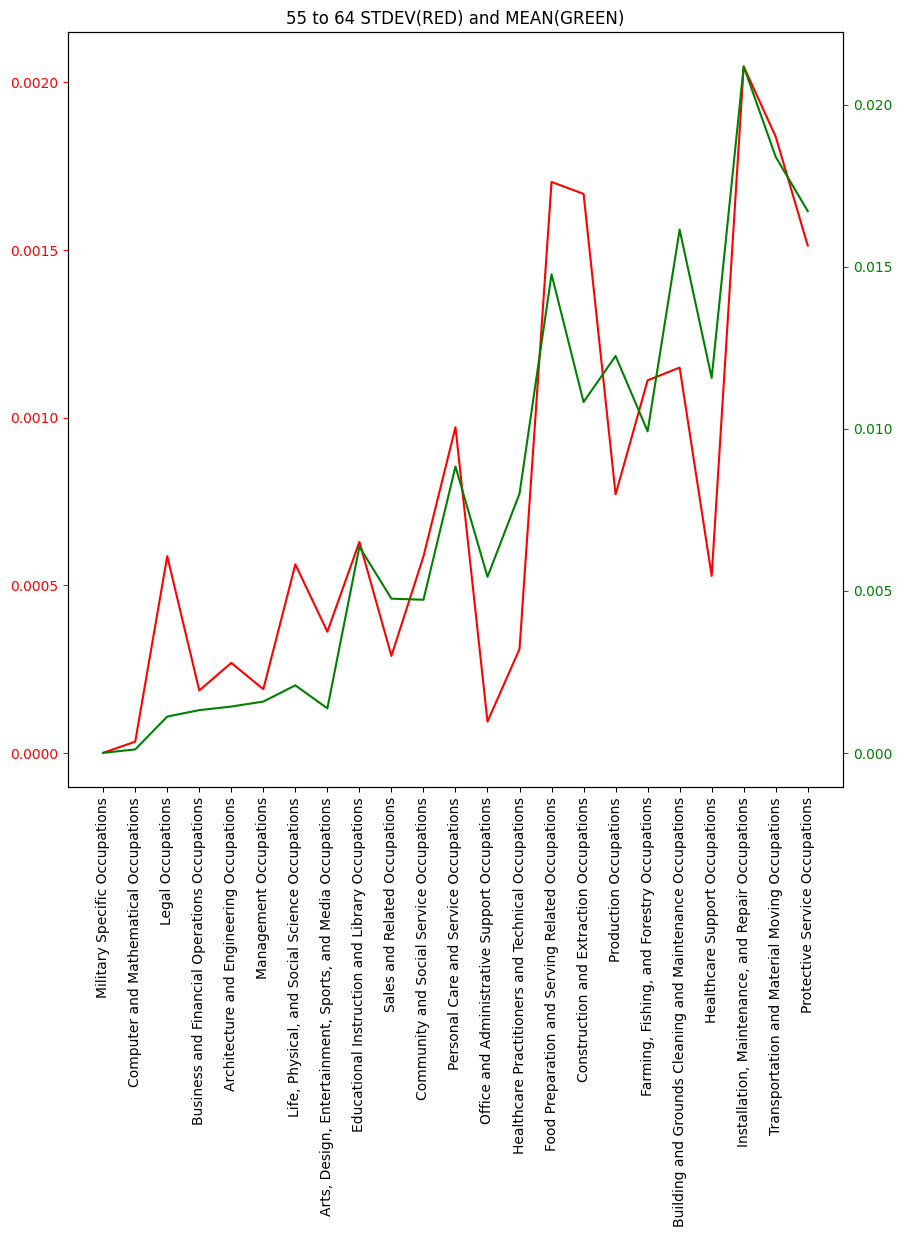 55 to 64 STDEV(RED) and MEAN(GREEN)
0.0020
0.0015
0.0010
0.0005
0.0000
0.020
0.015
0.010
0.005
0.000
Military Specific Occupations
Computer and Mathematical Occupations
Legal Occupations
Business and Financial Operations Occupations
Architecture and Engineering Occupations
Management Occupations
Life, Physical, and Social Science Occupations
Arts, Design, Entertainment, Sports, and Media Occupations
Educational Instruction and Library Occupations
Sales and Related Occupations
Community and Social Service Occupations
Personal Care and Service Occupations
Office and Administrative Support Occupations
Healthcare Practitioners and Technical Occupations
Food Preparation and Serving Related Occupations
Construction and Extraction Occupations
Production Occupations
Farming, Fishing, and Forestry Occupations
Building and Grounds Cleaning and Maintenance Occupations
Healthcare Support Occupations
Installation, Maintenance, and Repair Occupations
Transportation and Material Moving Occupations
Protective Service Occupations